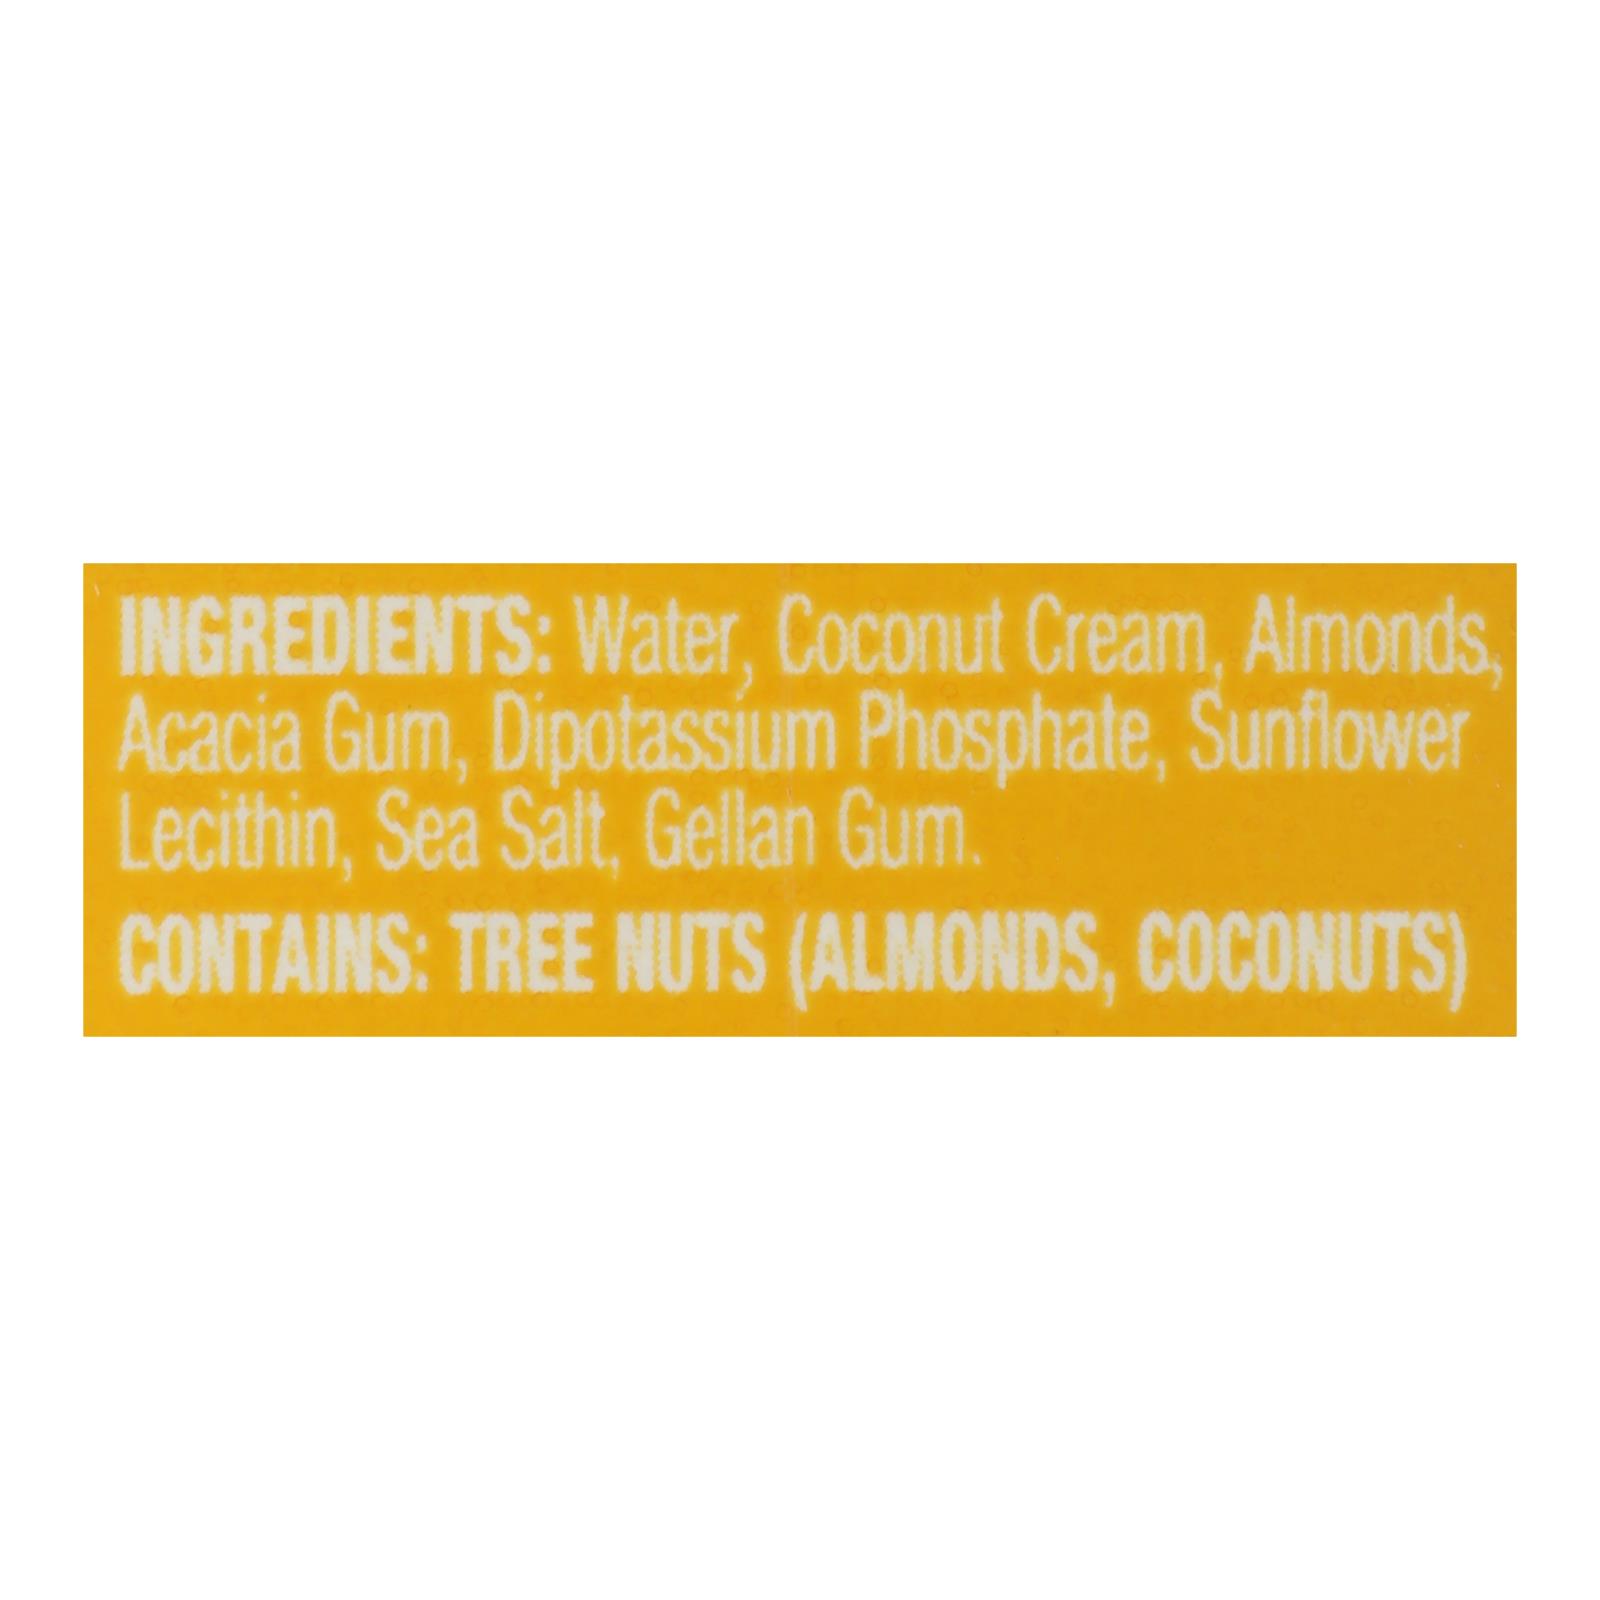 INGREDIENTS: Water, Coconut Cream, Almonds,
Acacia Gum, Dipotassium Phosphate, Sunflower
Lecithin, Sea Salt, Gellan Gum.
CONTAINS: TREE NUTS (ALMONDS, COCONUTS)